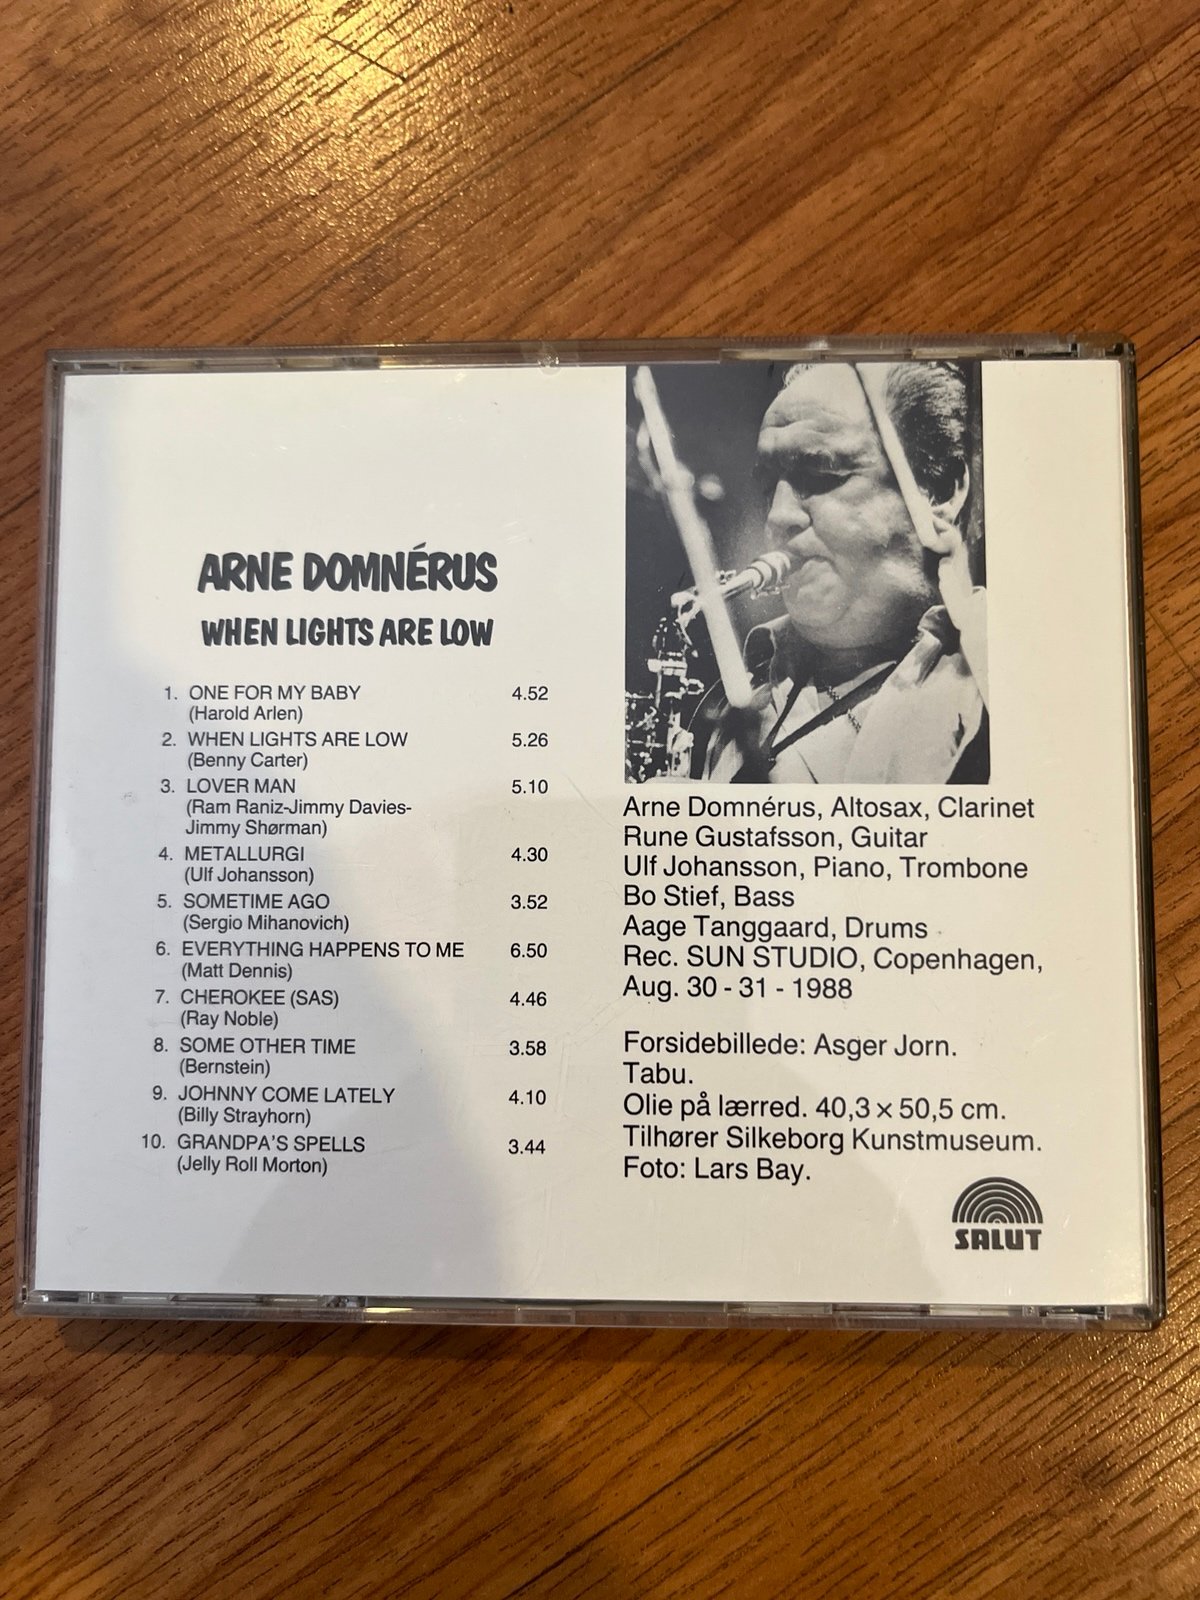 ARNE DOMNÉRUS
WHEN LIGHTS ARE LOW
1. ONE FOR MY BABY 4.52
(Harold Arlen)
2. WHEN LIGHTS ARE LOW 5.26
(Benny Carter)
3. LOVER MAN 5.10
(Ram Raniz-Jimmy Davies-
Jimmy Shørman)
4. METALLURGI 4.30
(Ulf Johansson)
5. SOMETIME AGO 3.52
(Sergio Mihanovich)
6. EVERYTHING HAPPENS TO ME 6.50
(Matt Dennis)
7. CHEROKEE (SAS) 4.46
(Ray Noble)
8. SOME OTHER TIME 3.58
(Bernstein)
9. JOHNNY COME LATELY 4.10
(Billy Strayhorn)
10. GRANDPA'S SPELLS 3.44
(Jelly Roll Morton)
Arne Domnérus, Altosax, Clarinet
Rune Gustafsson, Guitar
Ulf Johansson, Piano, Trombone
Bo Stief, Bass
Aage Tanggaard, Drums
Rec. SUN STUDIO, Copenhagen,
Aug. 30 - 31 - 1988
Forsidebillede: Asger Jorn.
Tabu.
Olie på lærred. 40,3 × 50,5 cm.
Tilhører Silkeborg Kunstmuseum.
Foto: Lars Bay.
SALUT